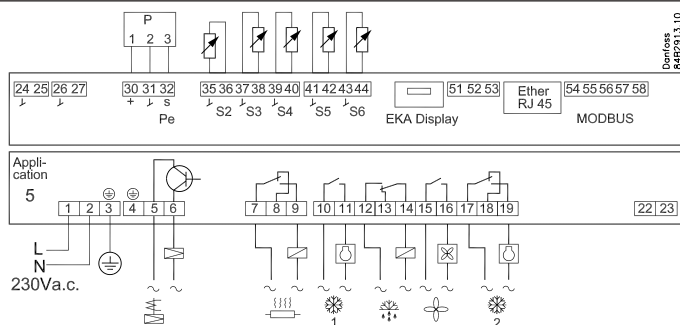 Danfoss
84B2913.10
P
1 2 3
24 25 26 27 30 31 32 35 36 37 38 39 40 41 42 43 44 51 52 53 54 55 56 57 58
+ s
Pe
S2 S3 S4 S5 S6
EKA Display
Ether
RJ 45
MODBUS
Appli-
cation
5
1 2 3 4 5 6 7 8 9 10 11 12 13 14 15 16 17 18 19 22 23
L
N
230Va.c.
1 2